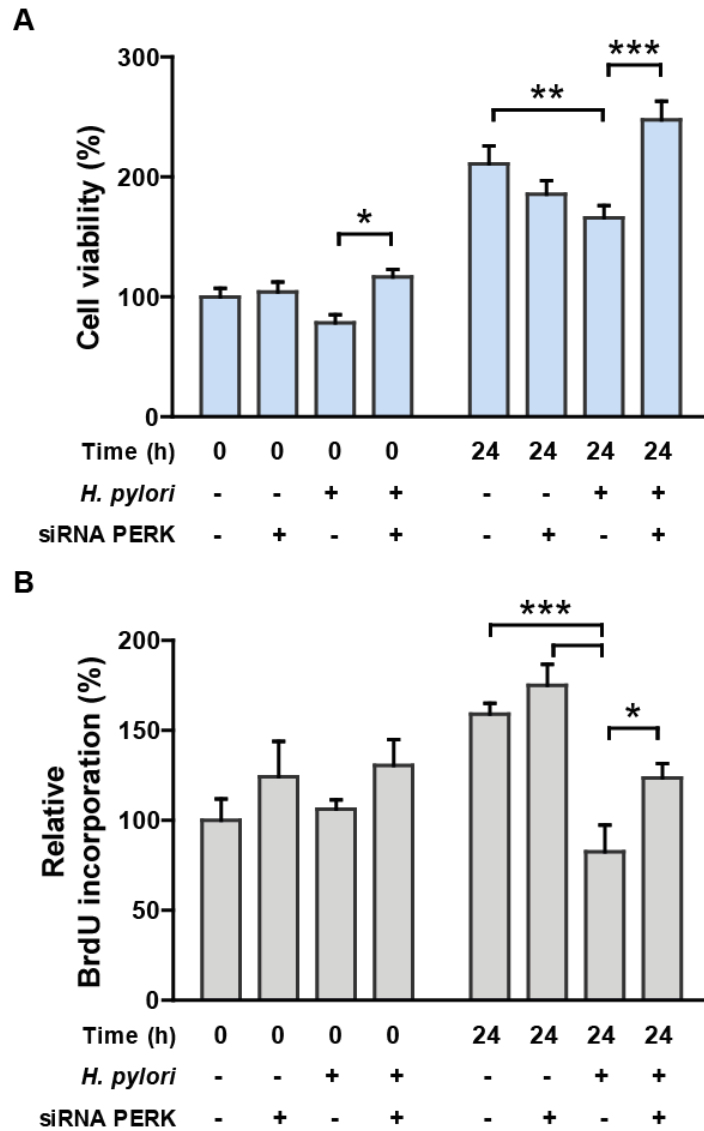 A
***
300
**
Cell viability (%)
200
*
100
0
Time (h) 0 0 0 0 24 24 24 24
H. pylori - - + + - - + +
siRNA PERK - + - + - + - +
B
***
200
Relative
BrdU incorporation (%)
150
*
100
50
0
Time (h) 0 0 0 0 24 24 24 24
H. pylori - - + + - - + +
siRNA PERK - + - + - + - +